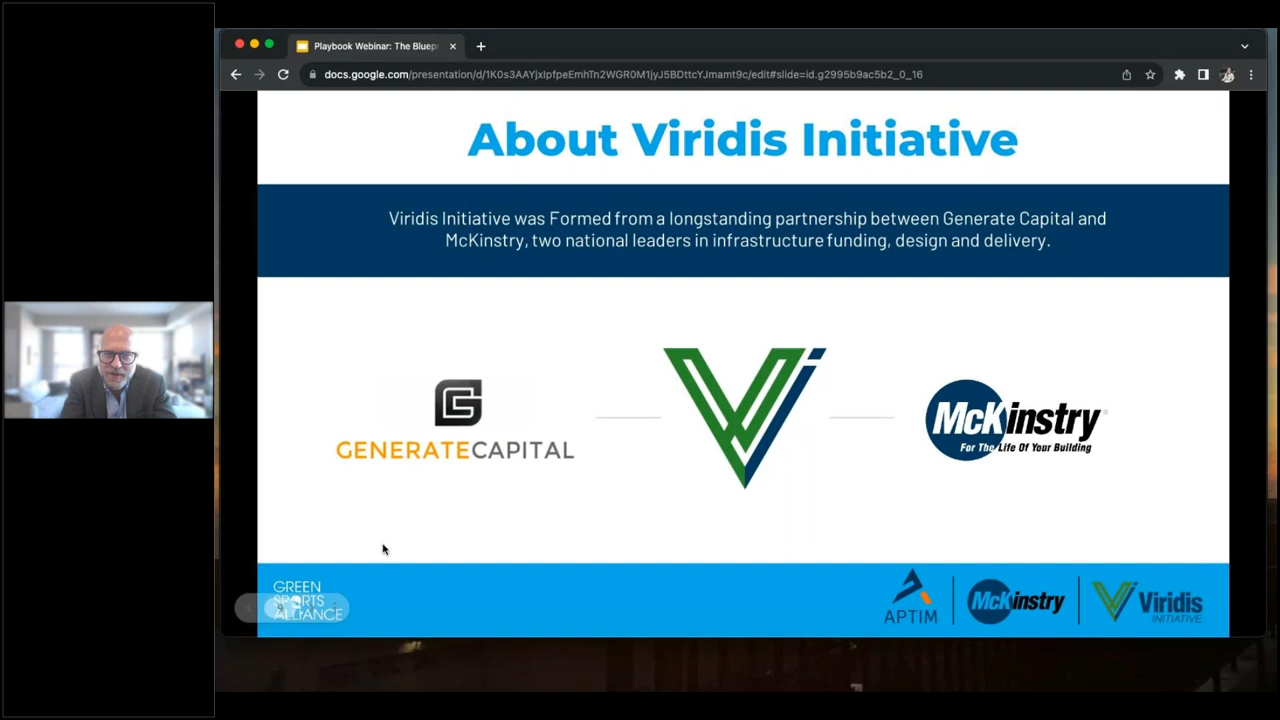 Playbook Webinar: The Bluepr
docs.google.com/presentation/d/1K0s3AAYjxIpfpeEmhTn2WGR0M1jyJ5BDttcYJmamt9c/edit#slide=id.g2995b9ac5b2_0_16
About Viridis Initiative
Viridis Initiative was Formed from a longstanding partnership between Generate Capital and
McKinstry, two national leaders in infrastructure funding, design and delivery.
GENERATECAPITAL
McKinstry
For The Life Of Your Building
GREEN
SPORTS
ALLIANCE
APTIM
McKinstry
Viridis
INITIATIVE